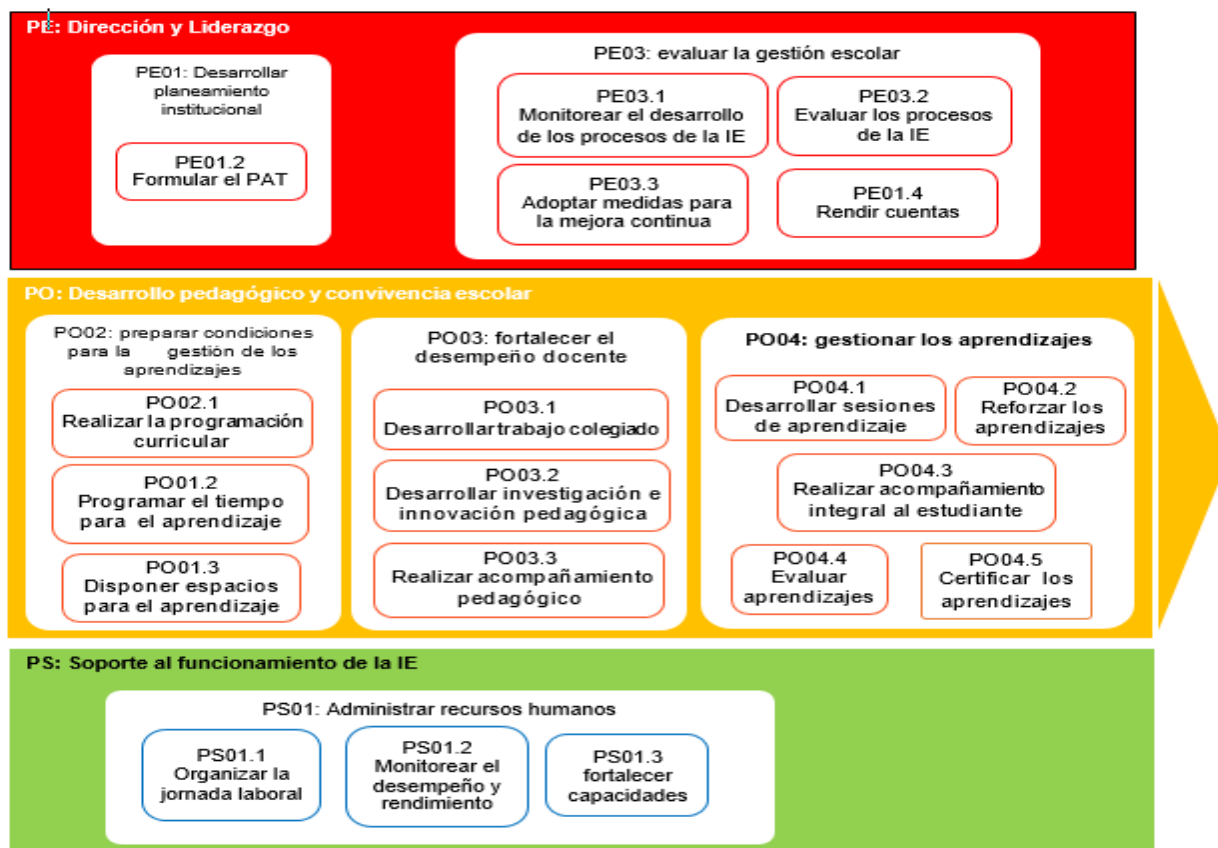 PE: Dirección y Liderazgo
PE01: Desarrollar
planeamiento
institucional
PE01.2
Formular el PAT
PE03: evaluar la gestión escolar
PE03.1
Monitorear el desarrollo
de los procesos de la IE
PE03.2
Evaluar los procesos
de la IE
PE03.3
Adoptar medidas para
la mejora continua
PE01.4
Rendir cuentas
PO: Desarrollo pedagógico y convivencia escolar
PO02: preparar condiciones
para la gestión de los
aprendizajes
PO02.1
Realizar la programación
curricular
PO01.2
Programar el tiempo
para el aprendizaje
PO01.3
Disponer espacios
para el aprendizaje
PO03: fortalecer el
desempeño docente
PO03.1
Desarrollar trabajo colegiado
PO03.2
Desarrollar investigación e
innovación pedagógica
PO03.3
Realizar acompañamiento
pedagógico
PO04: gestionar los aprendizajes
PO04.1
Desarrollar sesiones
de aprendizaje
PO04.2
Reforzar los
aprendizajes
PO04.3
Realizar acompañamiento
integral al estudiante
PO04.4
Evaluar
aprendizajes
PO04.5
Certificar los
aprendizajes
PS: Soporte al funcionamiento de la IE
PS01: Administrar recursos humanos
PS01.1
Organizar la
jornada laboral
PS01.2
Monitorear el
desempeño y
rendimiento
PS01.3
fortalecer
capacidades